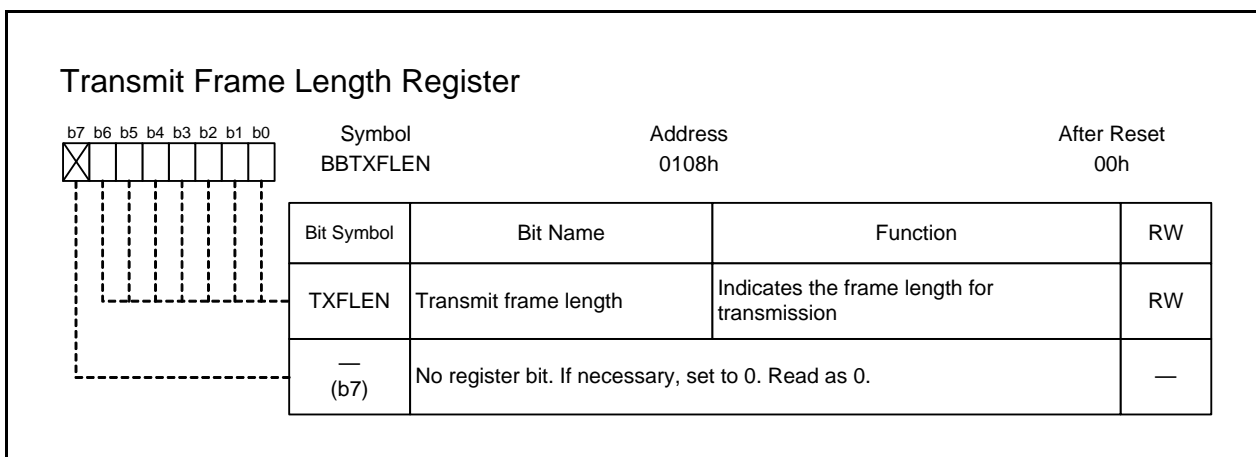 Transmit Frame Length Register
b7 b6 b5 b4 b3 b2 b1 b0
Symbol Address After Reset
BBTXFLEN 0108h 00h
Bit Symbol Bit Name Function RW
TXFLEN Transmit frame length Indicates the frame length for
transmission RW
—
(b7) No register bit. If necessary, set to 0. Read as 0. —